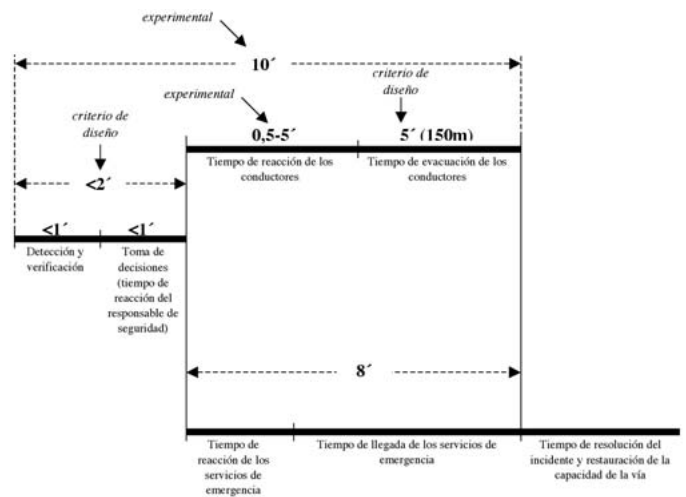 experimental
10´
criterio de
diseño
experimental
criterio de
diseño
0,5-5´
5´ (150m)
Tiempo de reacción de los
conductores
Tiempo de evacuación de los
conductores
<2´
<1´
<1´
Detección y
verificación
Toma de
decisiones
(tiempo de
reacción del
responsable de
seguridad)
8´
Tiempo de
reacción de los
servicios de
emergencia
Tiempo de llegada de los servicios de
emergencia
Tiempo de resolución del
incidente y restauración de la
capacidad de la vía